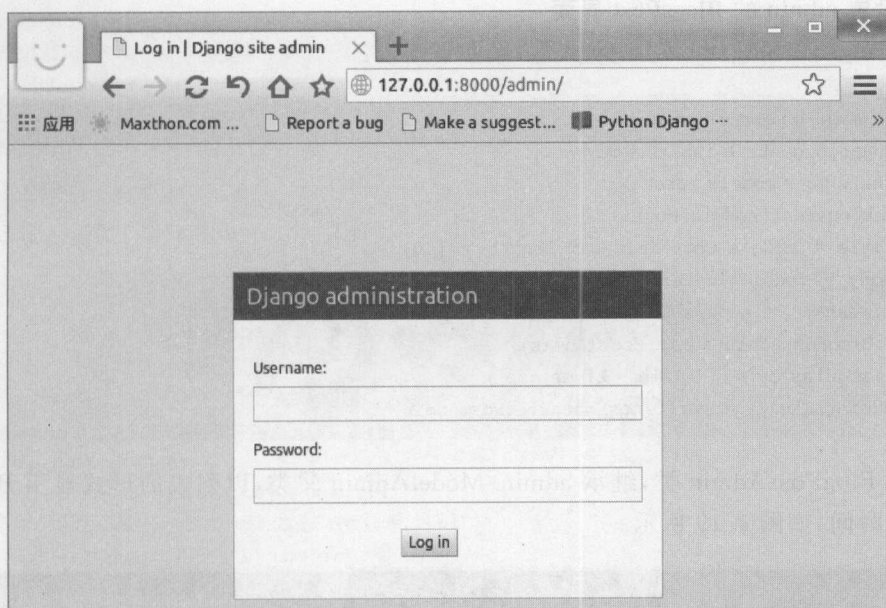 Log in | Django site admin
127.0.0.1:8000/admin/
应用 Maxthon.com ... Report a bug Make a suggest... Python Django ...
Django administration
Username:
Password:
Log in